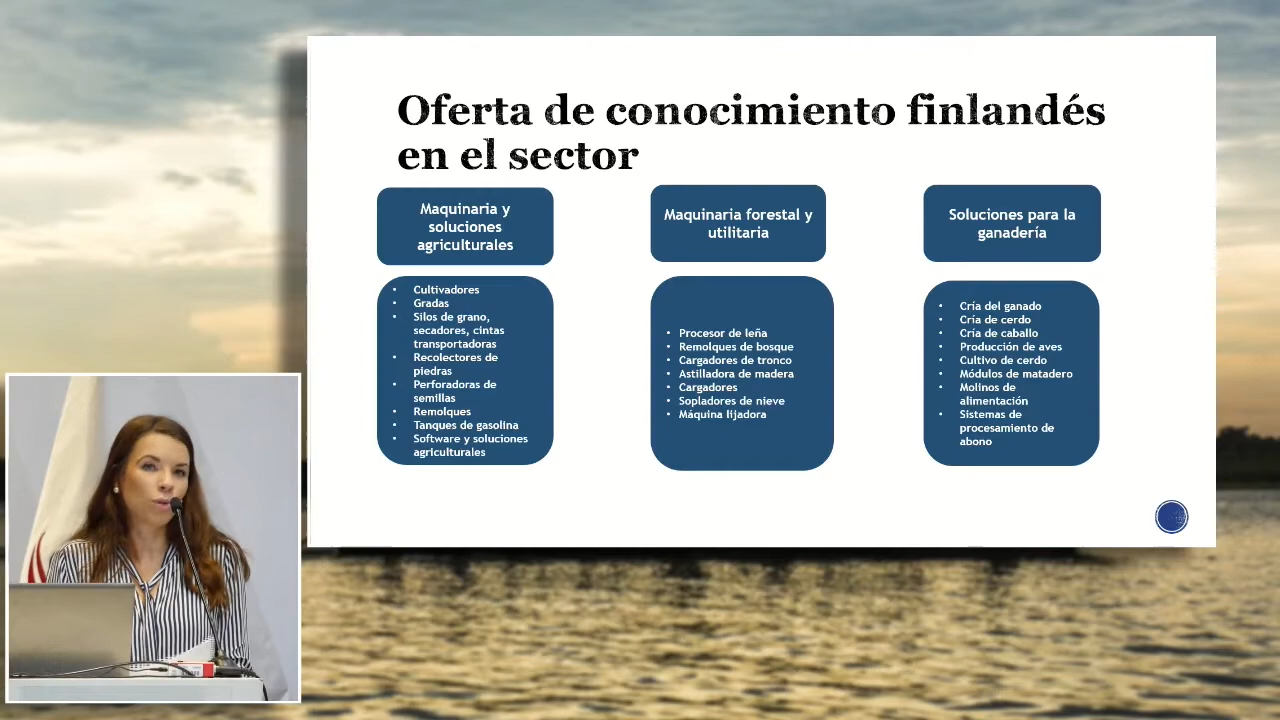 Oferta de conocimiento finlandés
en el sector
Maquinaria y
soluciones
agriculturales
Cultivadores
Gradas
Silos de grano,
secadores, cintas
transportadoras
Recolectores de
piedras
Perforadoras de
semillas
Remolques
Tanques de gasolina
Software y soluciones
agriculturales
Maquinaria forestal y
utilitaria
Procesor de leña
Remolques de bosque
Cargadores de tronco
Astilladora de madera
Cargadores
Sopladores de nieve
Máquina lijadora
Soluciones para la
ganadería
Cría del ganado
Cría de cerdo
Cría de caballo
Producción de aves
Cultivo de cerdo
Módulos de matadero
Molinos de
alimentación
Sistemas de
procesamiento de
abono